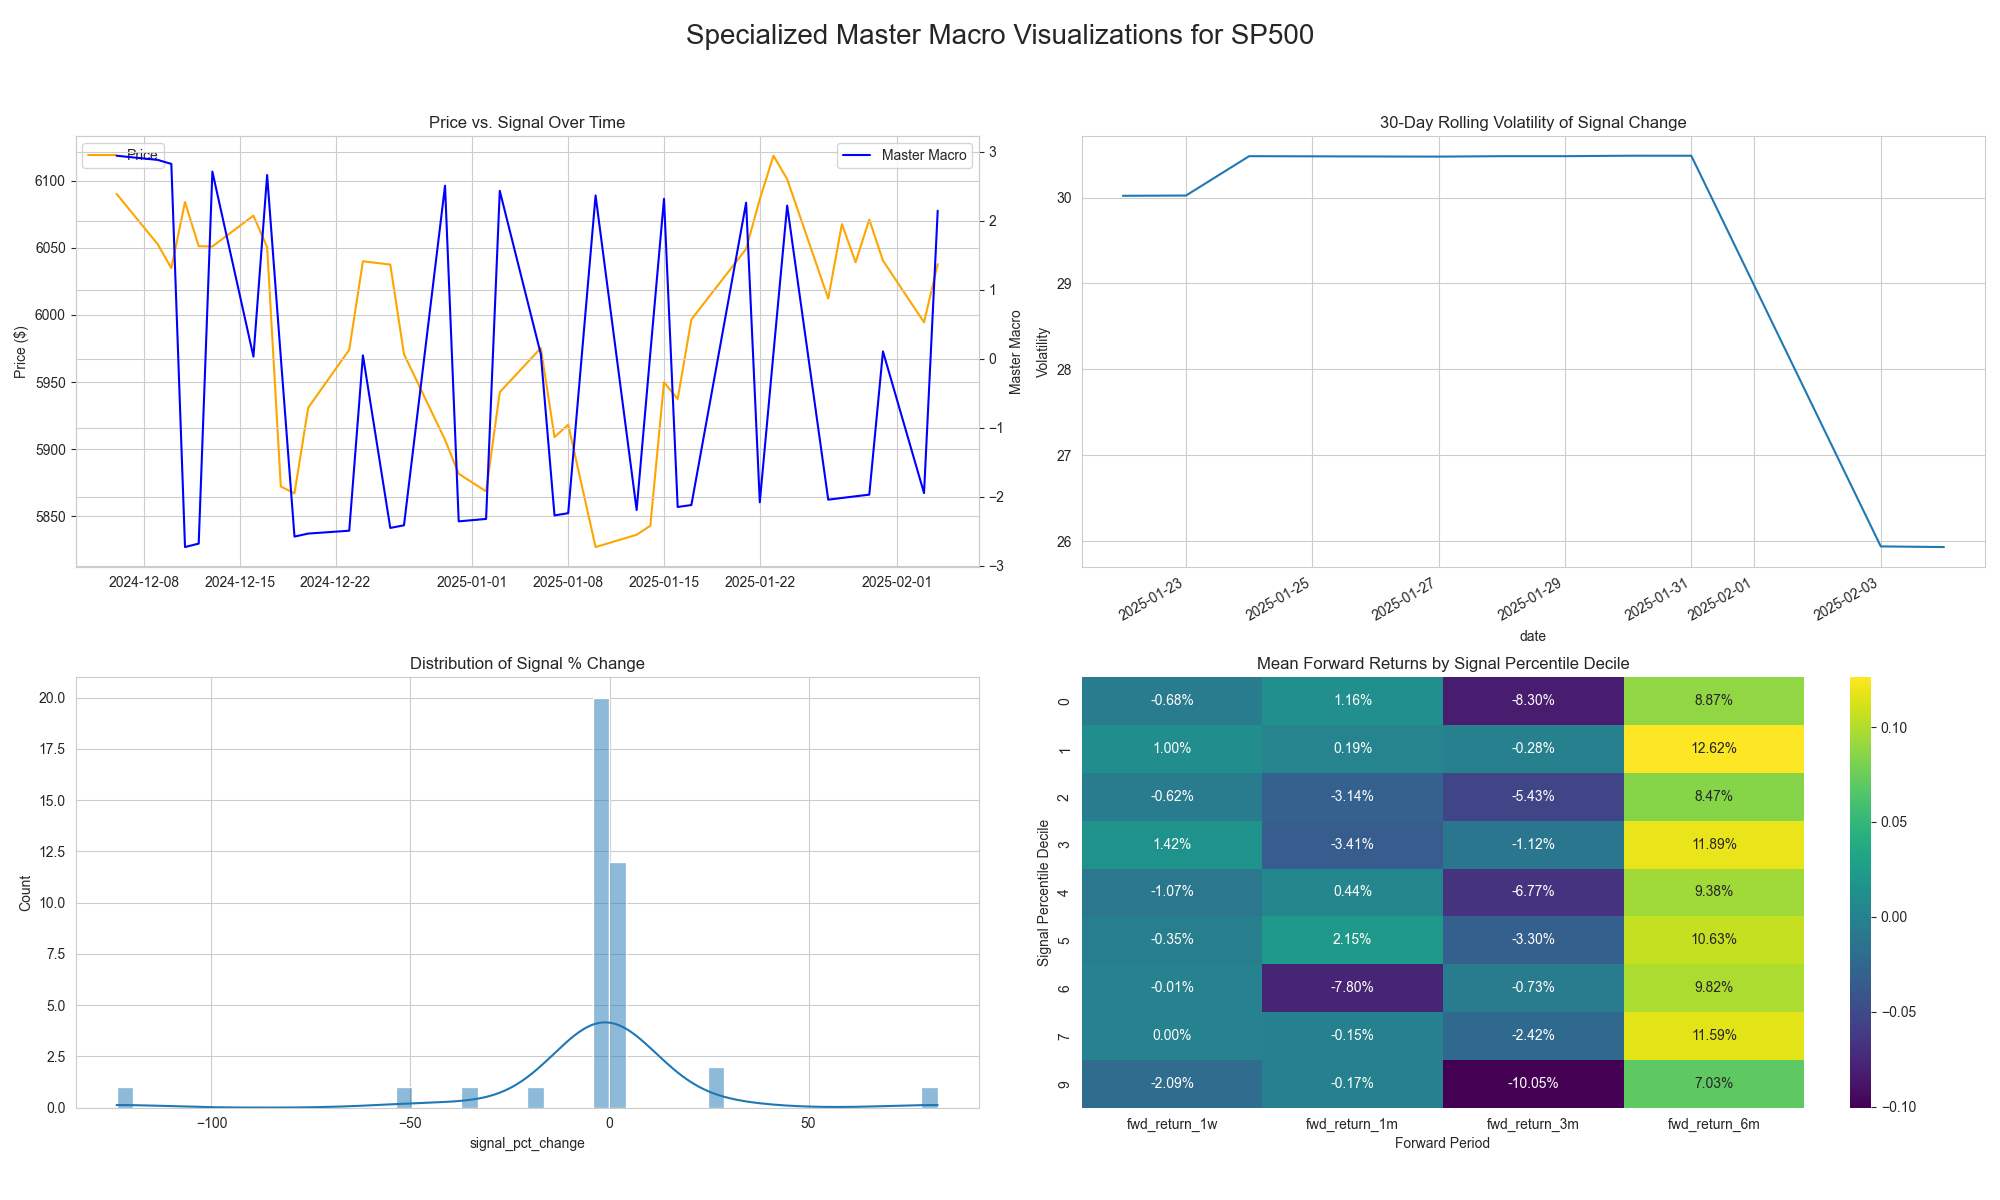 Specialized Master Macro Visualizations for SP500
Price vs. Signal Over Time
Price
Master Macro
6100
6050
6000
5950
5900
5850
Price ($)
3
2
1
0
−1
−2
−3
Master Macro
2024-12-08 2024-12-15 2024-12-22 2025-01-01 2025-01-08 2025-01-15 2025-01-22 2025-02-01
30-Day Rolling Volatility of Signal Change
30
29
28
27
26
Volatility
2025-01-23 2025-01-25 2025-01-27 2025-01-29 2025-01-31 2025-02-01 2025-02-03
date
Distribution of Signal % Change
20.0
17.5
15.0
12.5
10.0
7.5
5.0
2.5
0.0
Count
−100 −50 0 50
signal_pct_change
Mean Forward Returns by Signal Percentile Decile
Signal Percentile Decile
0 -0.68% 1.16% -8.30% 8.87%
1 1.00% 0.19% -0.28% 12.62%
2 -0.62% -3.14% -5.43% 8.47%
3 1.42% -3.41% -1.12% 11.89%
4 -1.07% 0.44% -6.77% 9.38%
5 -0.35% 2.15% -3.30% 10.63%
6 -0.01% -7.80% -0.73% 9.82%
7 0.00% -0.15% -2.42% 11.59%
9 -2.09% -0.17% -10.05% 7.03%
fwd_return_1w fwd_return_1m fwd_return_3m fwd_return_6m
Forward Period
0.10
0.05
0.00
−0.05
−0.10